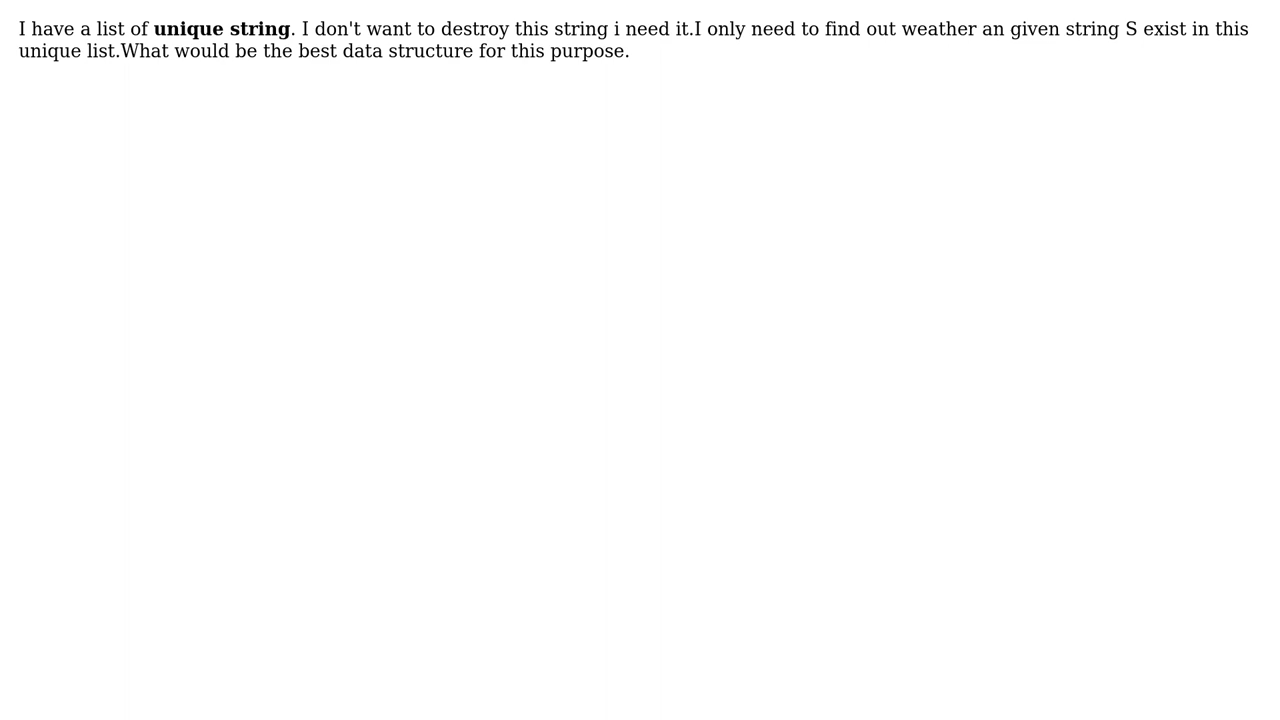 I have a list of unique string. I don't want to destroy this string i need it.I only need to find out weather an given string S exist in this
unique list.What would be the best data structure for this purpose.